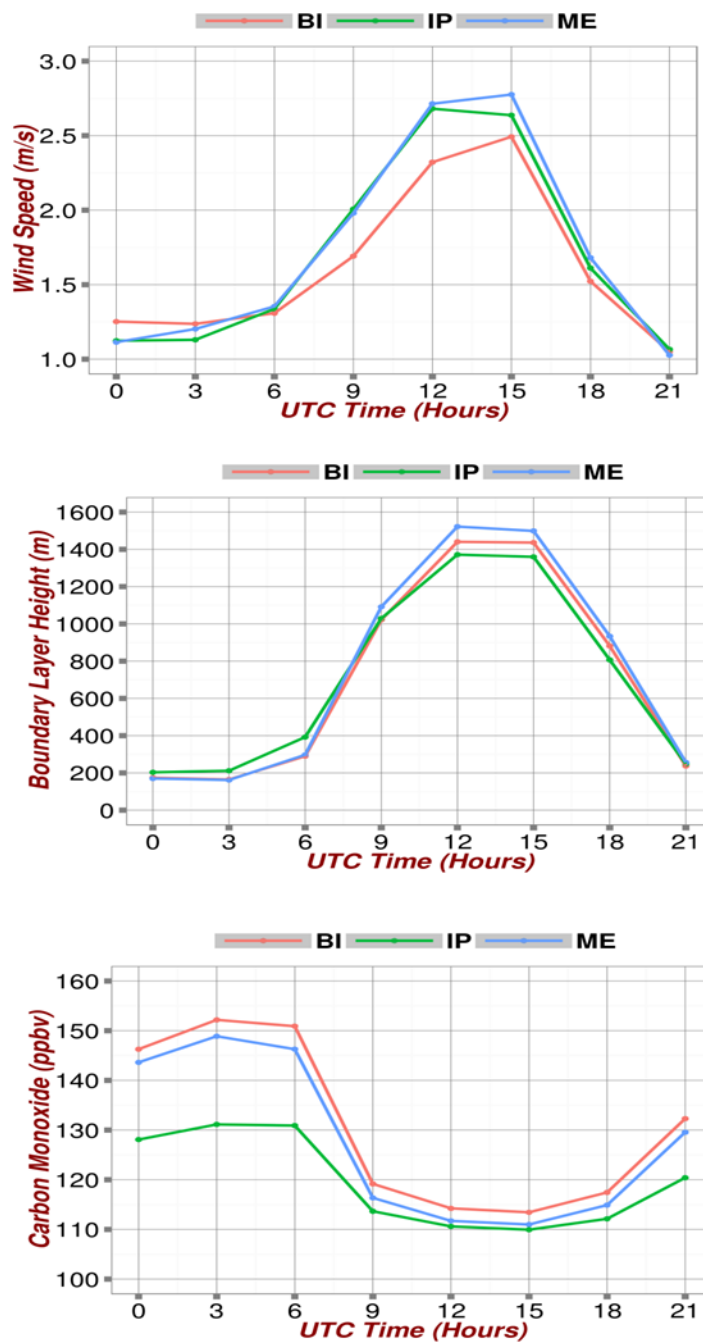 BI IP ME
3.0
2.5
2.0
1.5
1.0
Wind Speed (m/s)
0 3 6 9 12 15 18 21
UTC Time (Hours)
BI IP ME
1600
1400
1200
1000
800
600
400
200
0
Boundary Layer Height (m)
0 3 6 9 12 15 18 21
UTC Time (Hours)
BI IP ME
160
150
140
130
120
110
100
Carbon Monoxide (ppbv)
0 3 6 9 12 15 18 21
UTC Time (Hours)